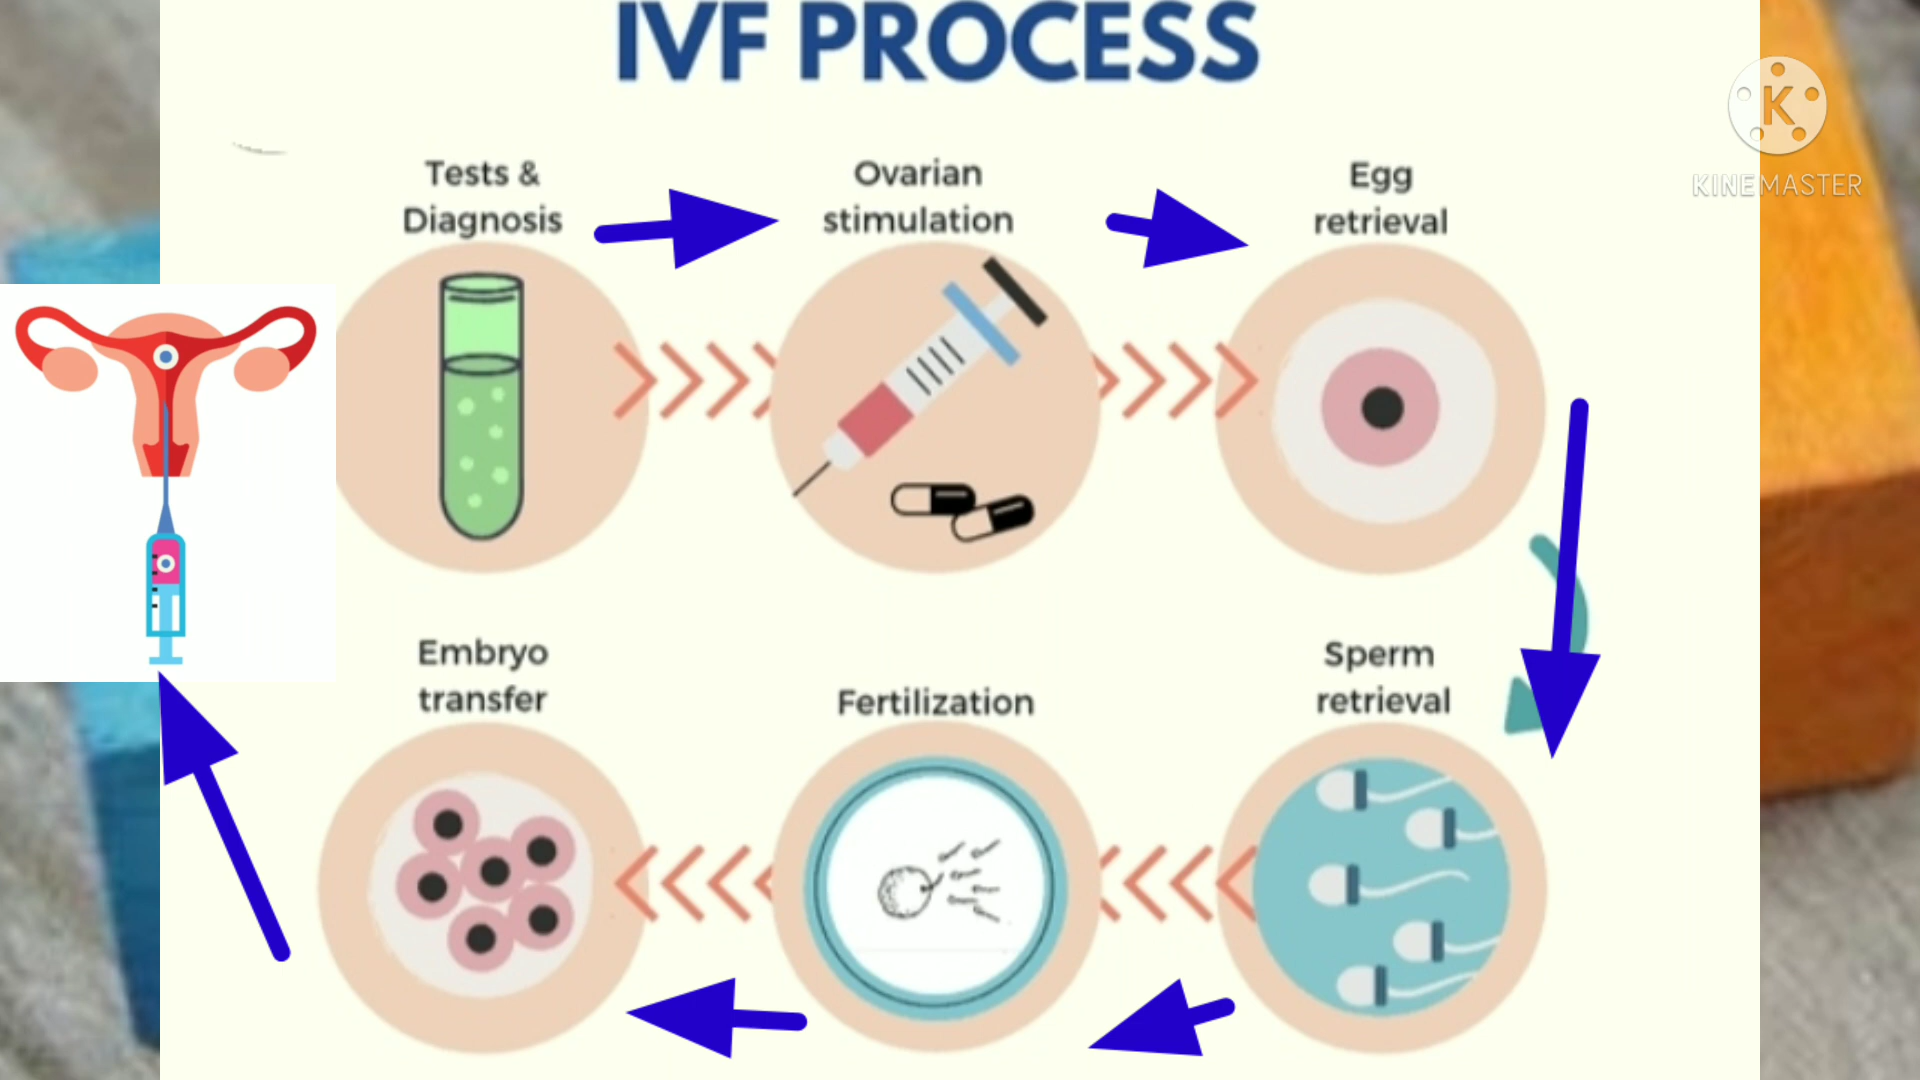 IVF PROCESS
Tests &
Diagnosis
Ovarian
stimulation
Egg
retrieval
K
KINEMASTER
Embryo
transfer
Fertilization
Sperm
retrieval